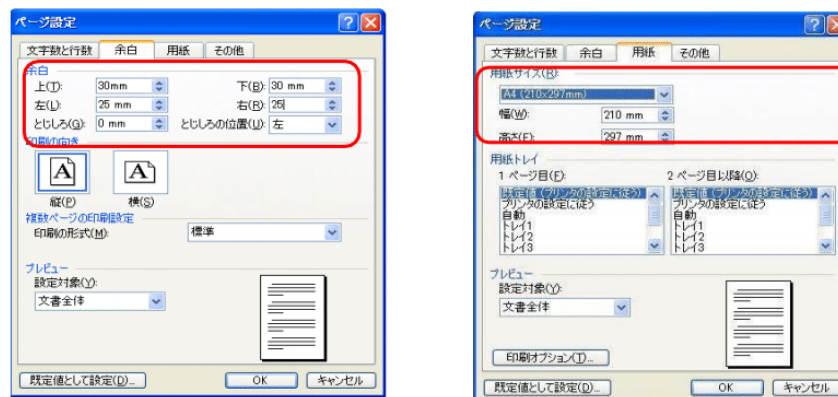 ページ設定
文字数と行数 余白 用紙 その他
余白
上(T): 30mm 下(B): 30 mm
左(L): 25 mm 右(R): 25
とじしろ(G): 0 mm とじしろの位置(U): 左
印刷の向き
A A
縦(P) 横(S)
複数ページの印刷設定
印刷の形式(M): 標準
プレビュー
設定対象(Y):
文書全体
既定値として設定(D)... OK キャンセル
ページ設定
文字数と行数 余白 用紙 その他
用紙サイズ(R):
A4 (210×297mm)
幅(W): 210 mm
高さ(E): 297 mm
用紙トレイ
1 ページ目(F): 2 ページ目以降(O):
既定値 (プリンタの設定に従う) 既定値 (プリンタの設定に従う)
プリンタの設定に従う プリンタの設定に従う
自動 自動
トレイ1 トレイ1
トレイ2 トレイ2
トレイ3 トレイ3
プレビュー
設定対象(Y):
文書全体
印刷オプション(T)...
既定値として設定(D)... OK キャンセル